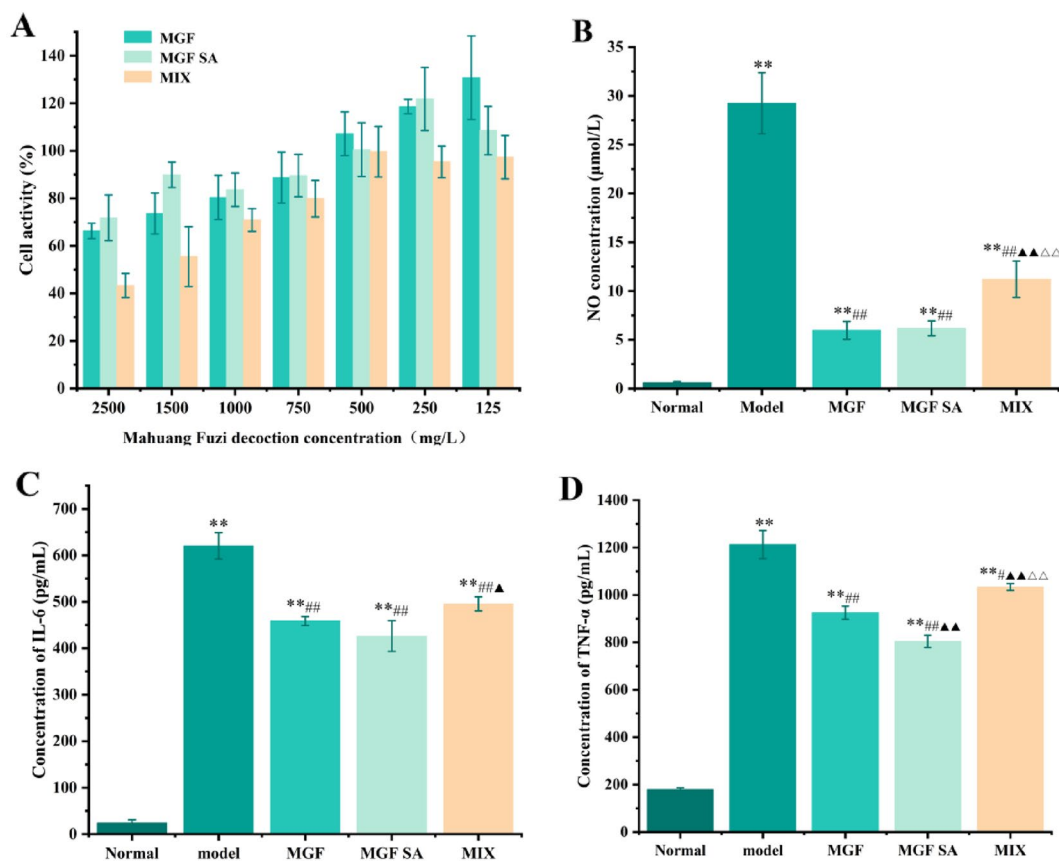 A
MGF
MGF SA
MIX
140
120
100
80
60
40
20
0
Cell activity (%)
2500 1500 1000 750 500 250 125
Mahuang Fuzi decoction concentration（mg/L）
B
35
30
25
20
15
10
5
0
NO concentration (μmol/L)
**
**##
**##
**##▲▲△△
Normal Model MGF MGF SA MIX
C
700
600
500
400
300
200
100
0
Concentration of IL-6 (pg/mL)
**
**##
**##
**##▲
Normal model MGF MGF SA MIX
D
1400
1200
1000
800
600
400
200
0
Concentration of TNF-α (pg/mL)
**
**##
**##▲▲
**#▲▲△△
Normal model MGF MGF SA MIX